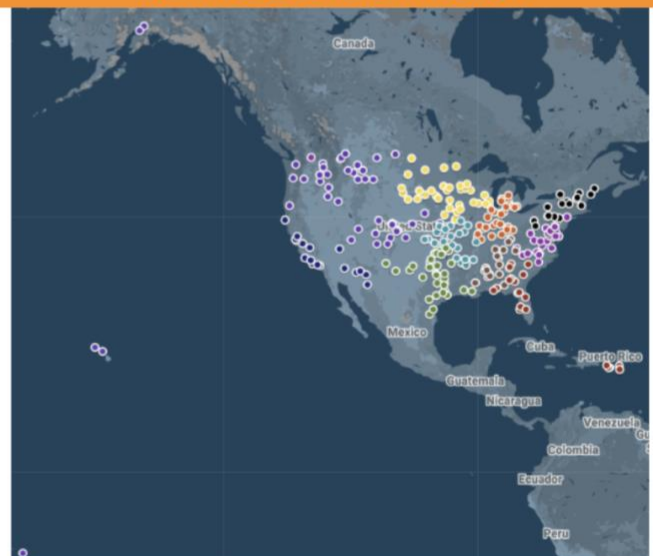 Canada
Mexico
Cuba
Puerto Rico
Guatemala
Nicaragua
Venezuela
Colombia
Ecuador
Peru